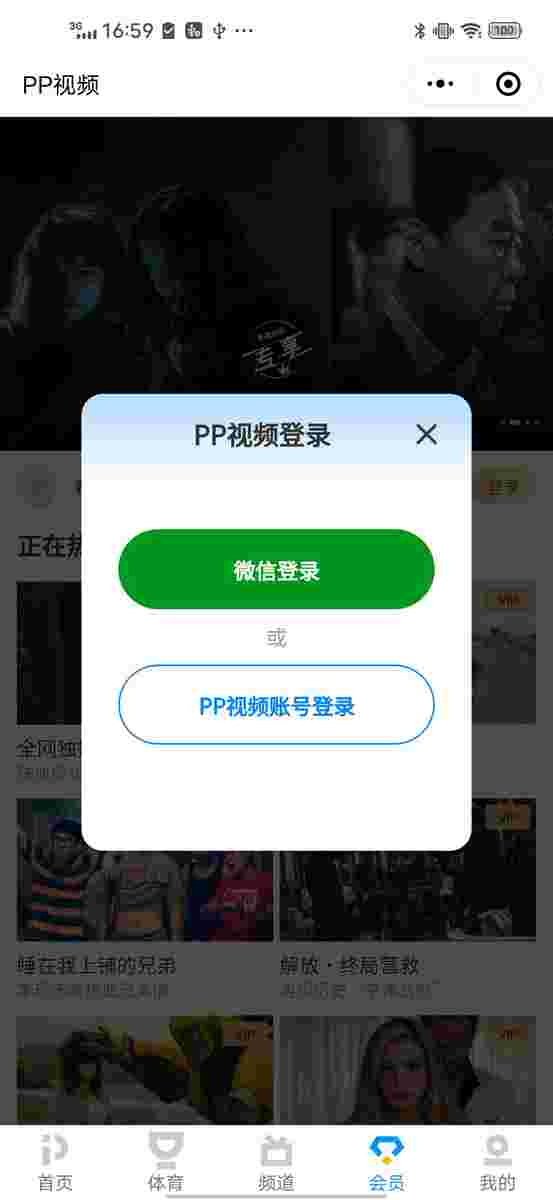 3G 16:59 100
PP视频
专享
PP视频登录
微信登录
或
PP视频账号登录
登录
正在热
VIP
全网独
VIP
睡在我上铺的兄弟
解放·终局营救
VIP
VIP
首页
体育
频道
会员
我的